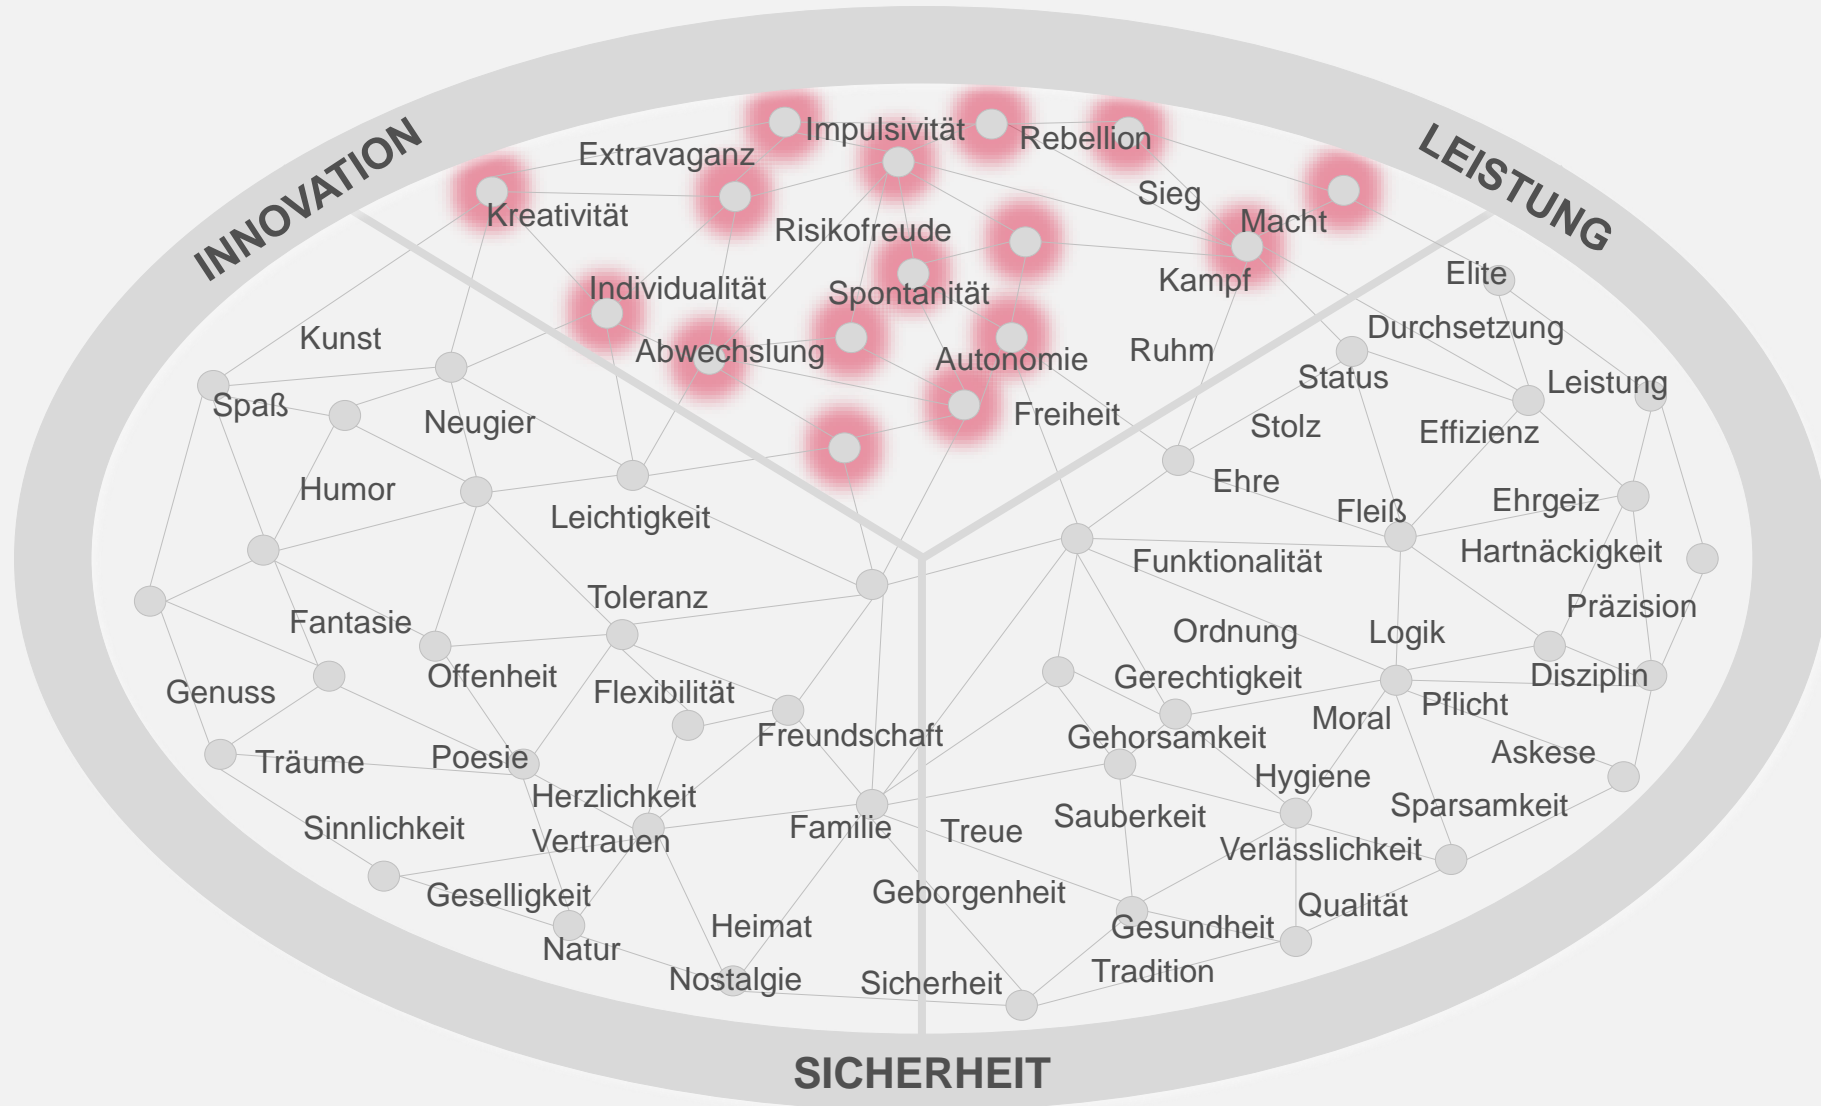 INNOVATION
LEISTUNG
SICHERHEIT
Impulsivität
Rebellion
Extravaganz
Sieg
Kreativität
Macht
Risikofreude
Elite
Kampf
Individualität
Spontanität
Durchsetzung
Kunst
Abwechslung
Autonomie
Ruhm
Status
Leistung
Spaß
Neugier
Freiheit
Stolz
Effizienz
Humor
Ehre
Ehrgeiz
Leichtigkeit
Fleiß
Hartnäckigkeit
Funktionalität
Toleranz
Präzision
Fantasie
Ordnung
Logik
Offenheit
Gerechtigkeit
Disziplin
Genuss
Flexibilität
Pflicht
Moral
Freundschaft
Gehorsamkeit
Askese
Träume
Poesie
Hygiene
Herzlichkeit
Sparsamkeit
Sinnlichkeit
Vertrauen
Familie
Treue
Sauberkeit
Verlässlichkeit
Geselligkeit
Geborgenheit
Qualität
Heimat
Gesundheit
Natur
Nostalgie
Sicherheit
Tradition